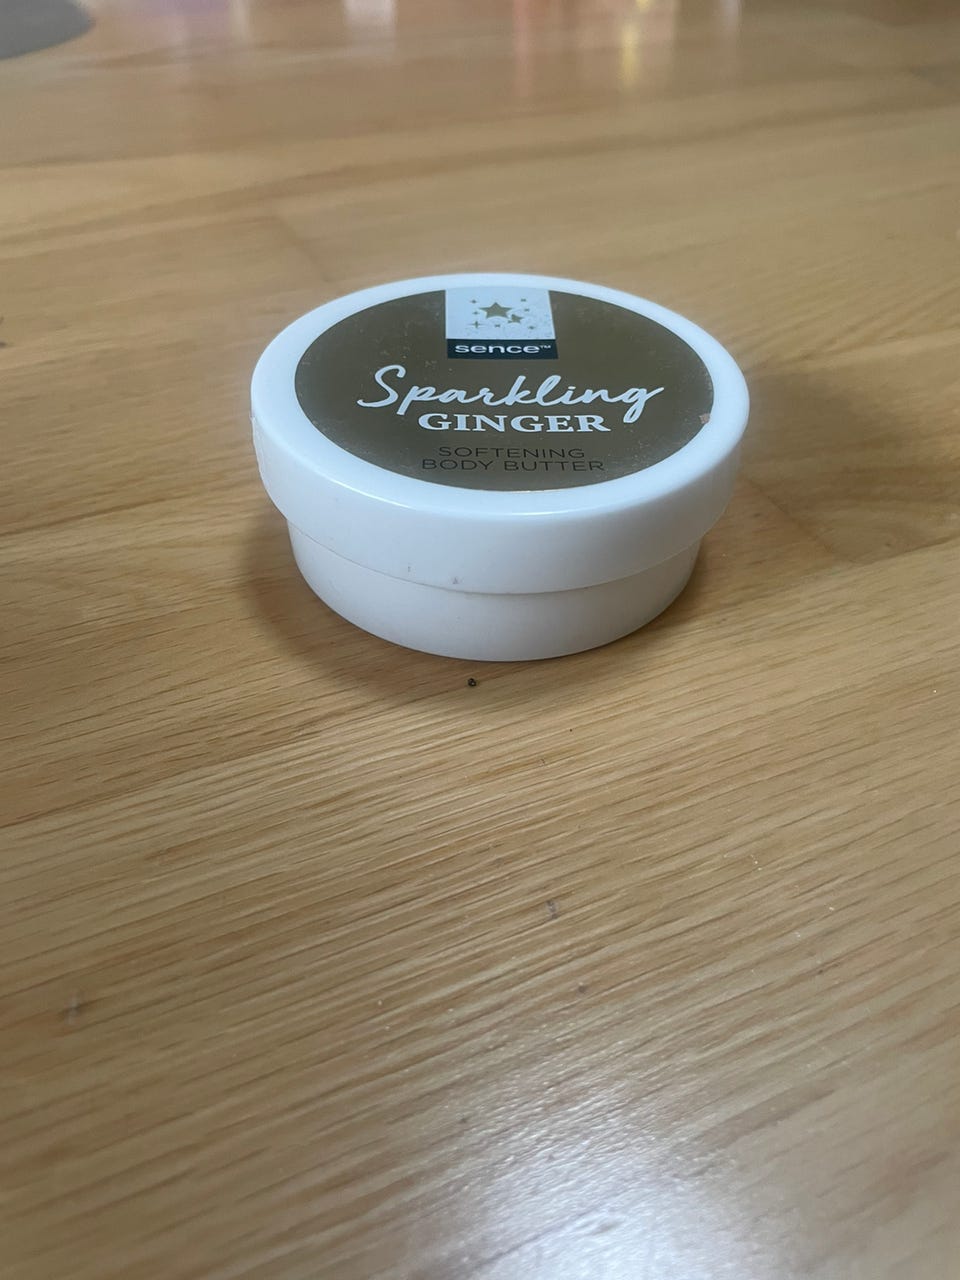 sence™
Sparkling
GINGER
SOFTENING
BODY BUTTER